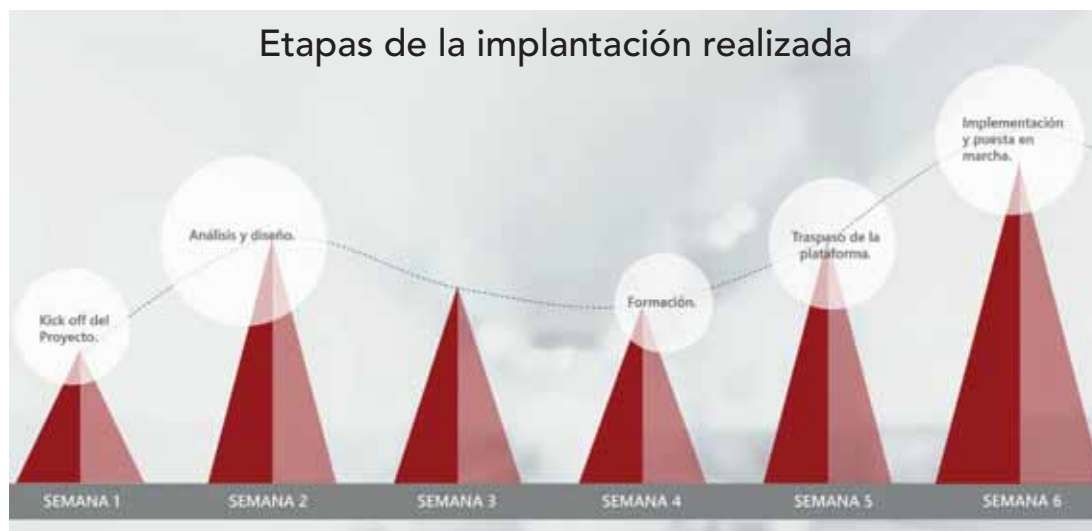 Etapas de la implantación realizada
Implementación
y puesta en
marcha.
Análisis y diseño.
Traspaso de la
plataforma.
Formación.
Kick off del
Proyecto.
SEMANA 1
SEMANA 2
SEMANA 3
SEMANA 4
SEMANA 5
SEMANA 6